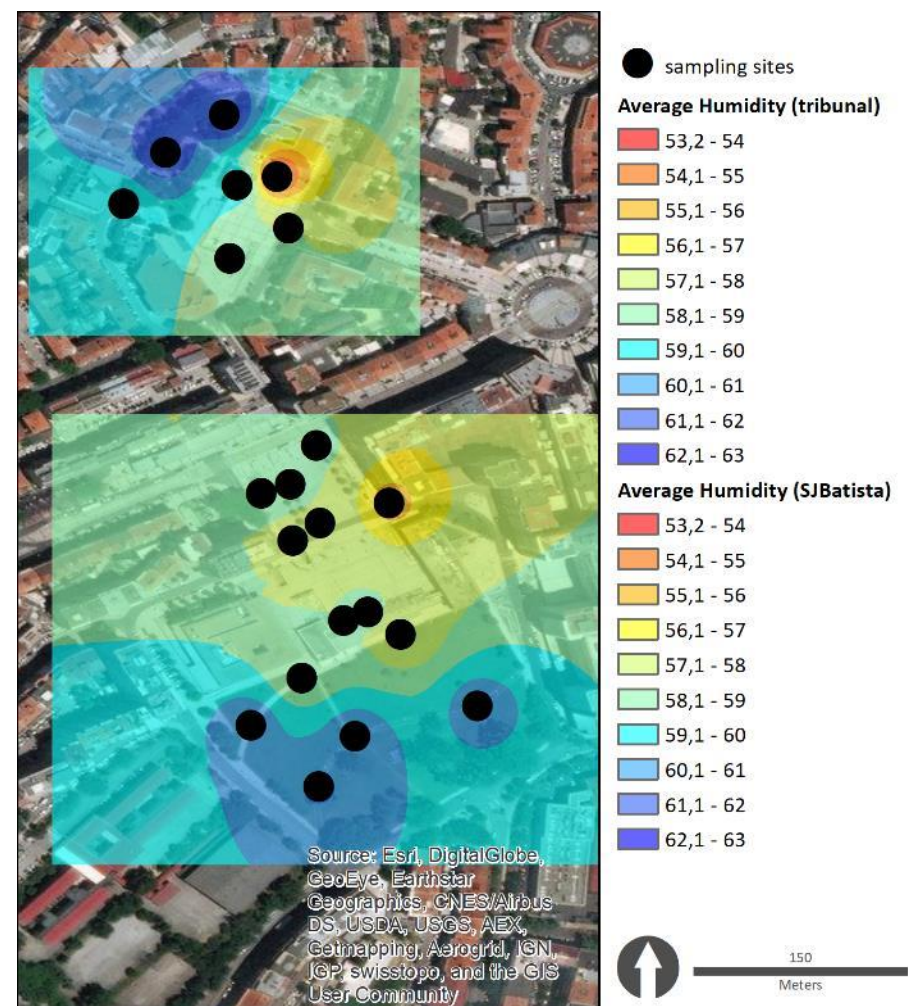 sampling sites
Average Humidity (tribunal)
53,2 - 54
54,1 - 55
55,1 - 56
56,1 - 57
57,1 - 58
58,1 - 59
59,1 - 60
60,1 - 61
61,1 - 62
62,1 - 63
Average Humidity (SJBatista)
53,2 - 54
54,1 - 55
55,1 - 56
56,1 - 57
57,1 - 58
58,1 - 59
59,1 - 60
60,1 - 61
61,1 - 62
62,1 - 63
Source: Esri, DigitalGlobe,
GeoEye, Earthstar
Geographics, CNES/Airbus
DS, USDA, USGS, AEX,
Getmapping, Aerogrid, IGN,
IGP, swisstopo, and the GIS
User Community
150
Meters